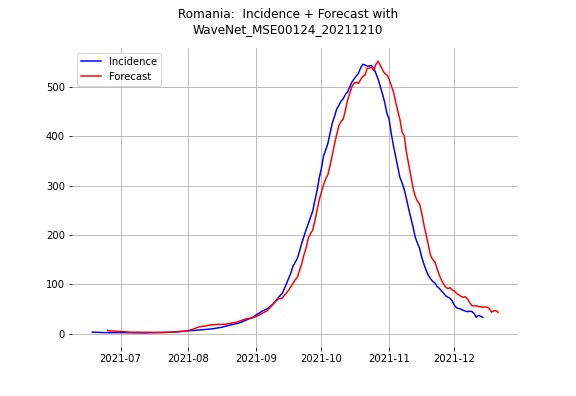 Romania:  Incidence + Forecast with
WaveNet_MSE00124_20211210
Incidence
Forecast
500
400
300
200
100
0
2021-07 2021-08 2021-09 2021-10 2021-11 2021-12